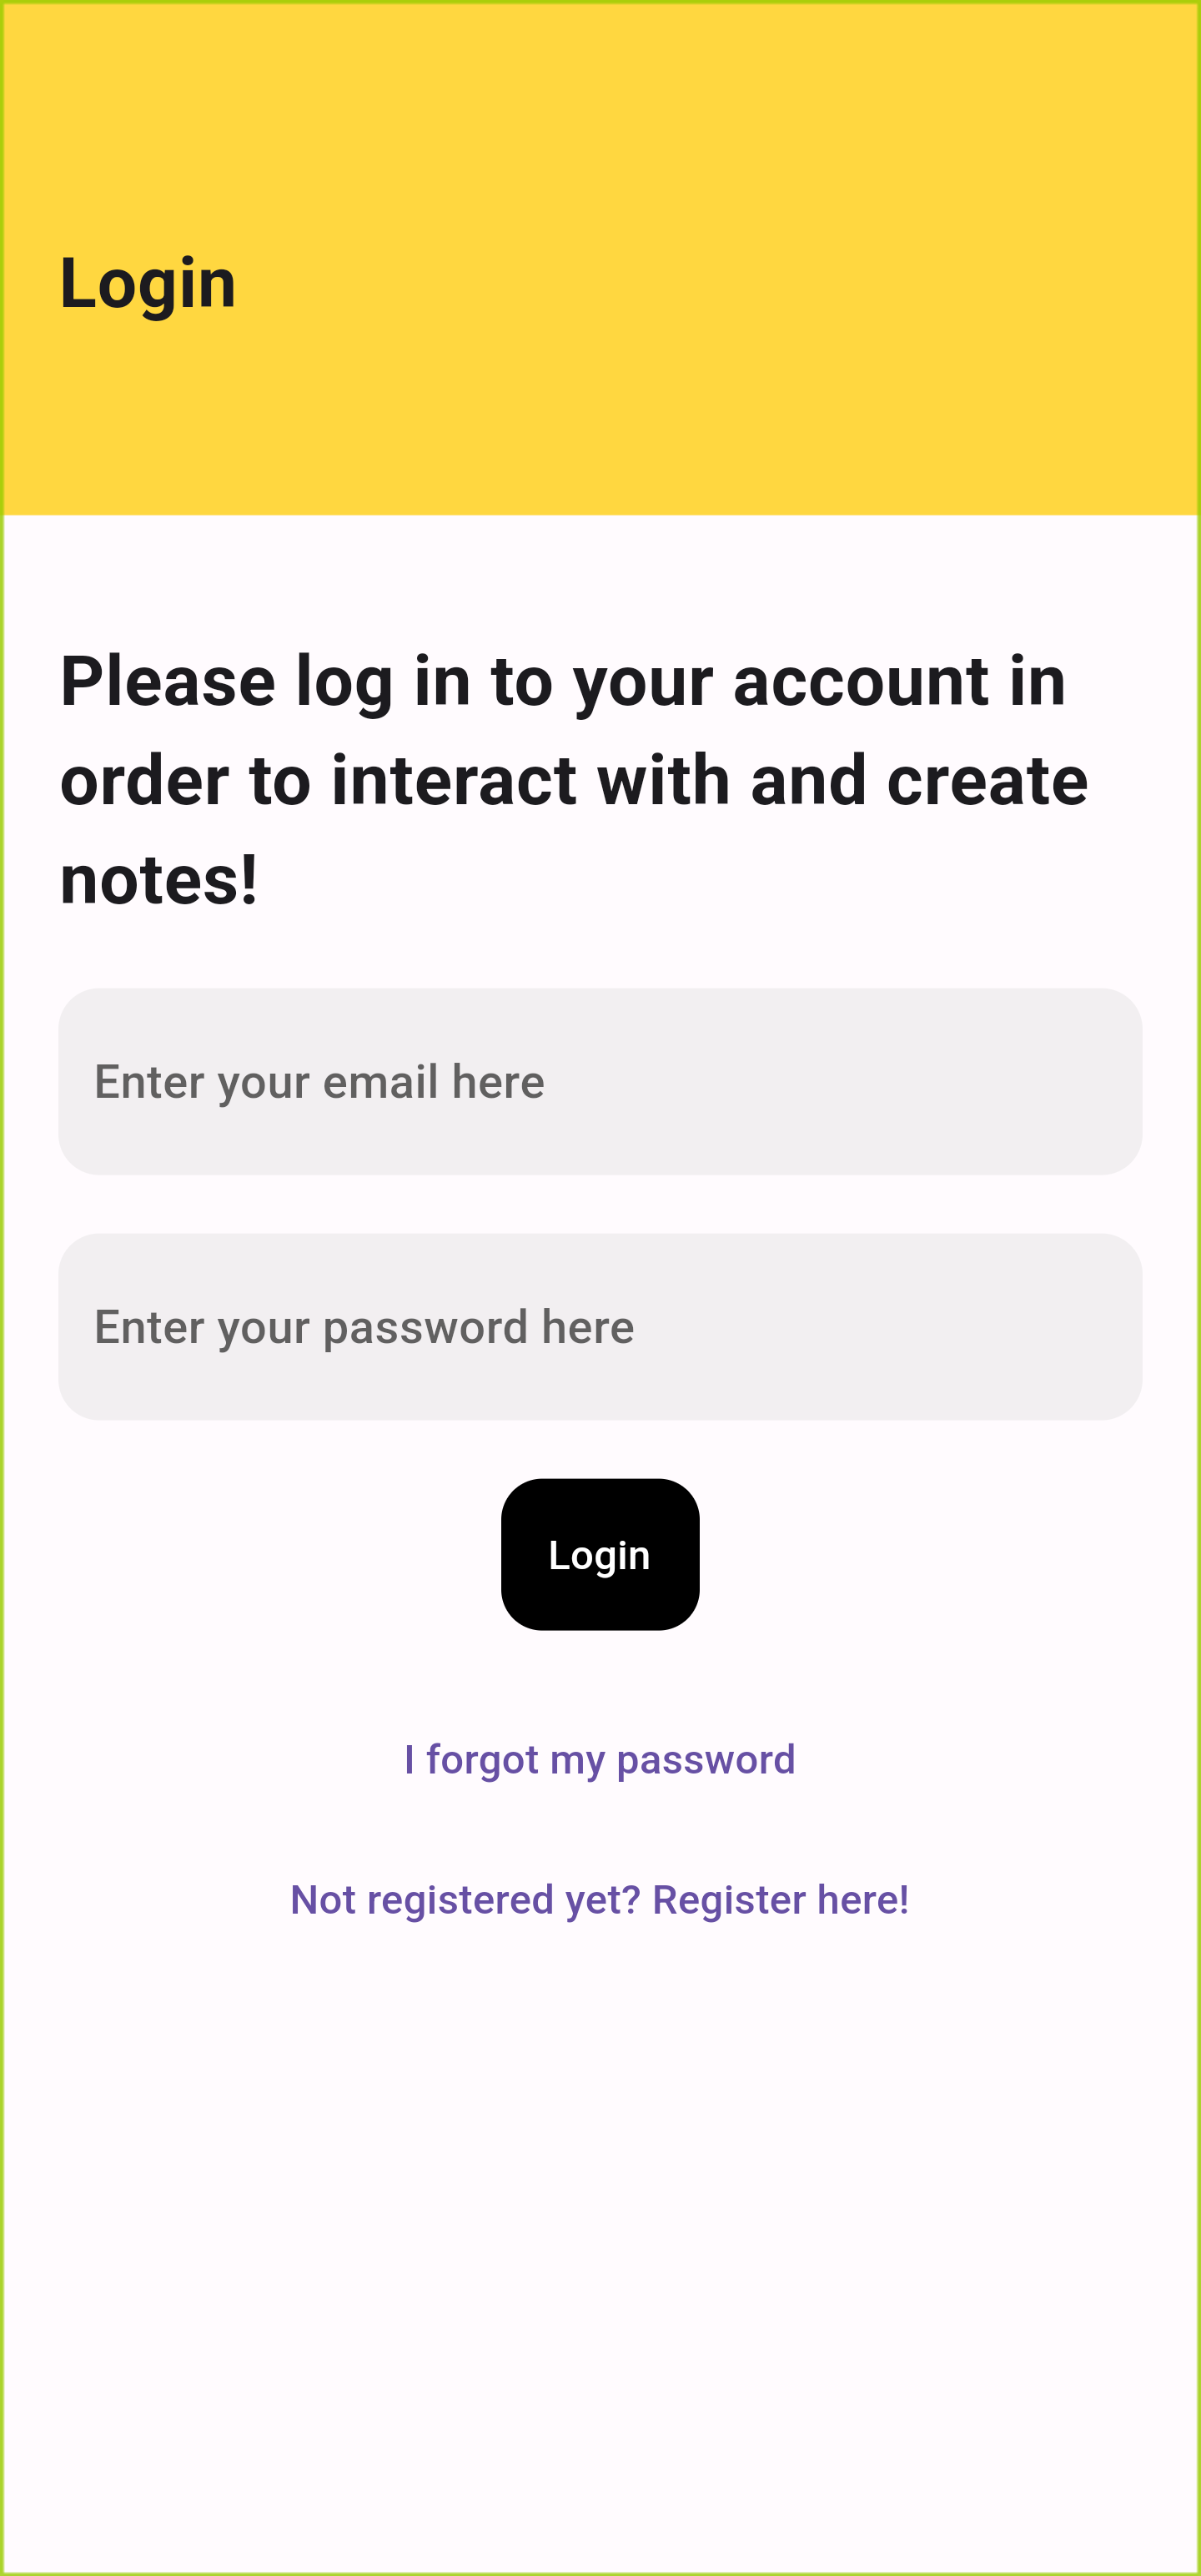 Login
Please log in to your account in
order to interact with and create
notes!
Enter your email here
Enter your password here
Login
I forgot my password
Not registered yet? Register here!